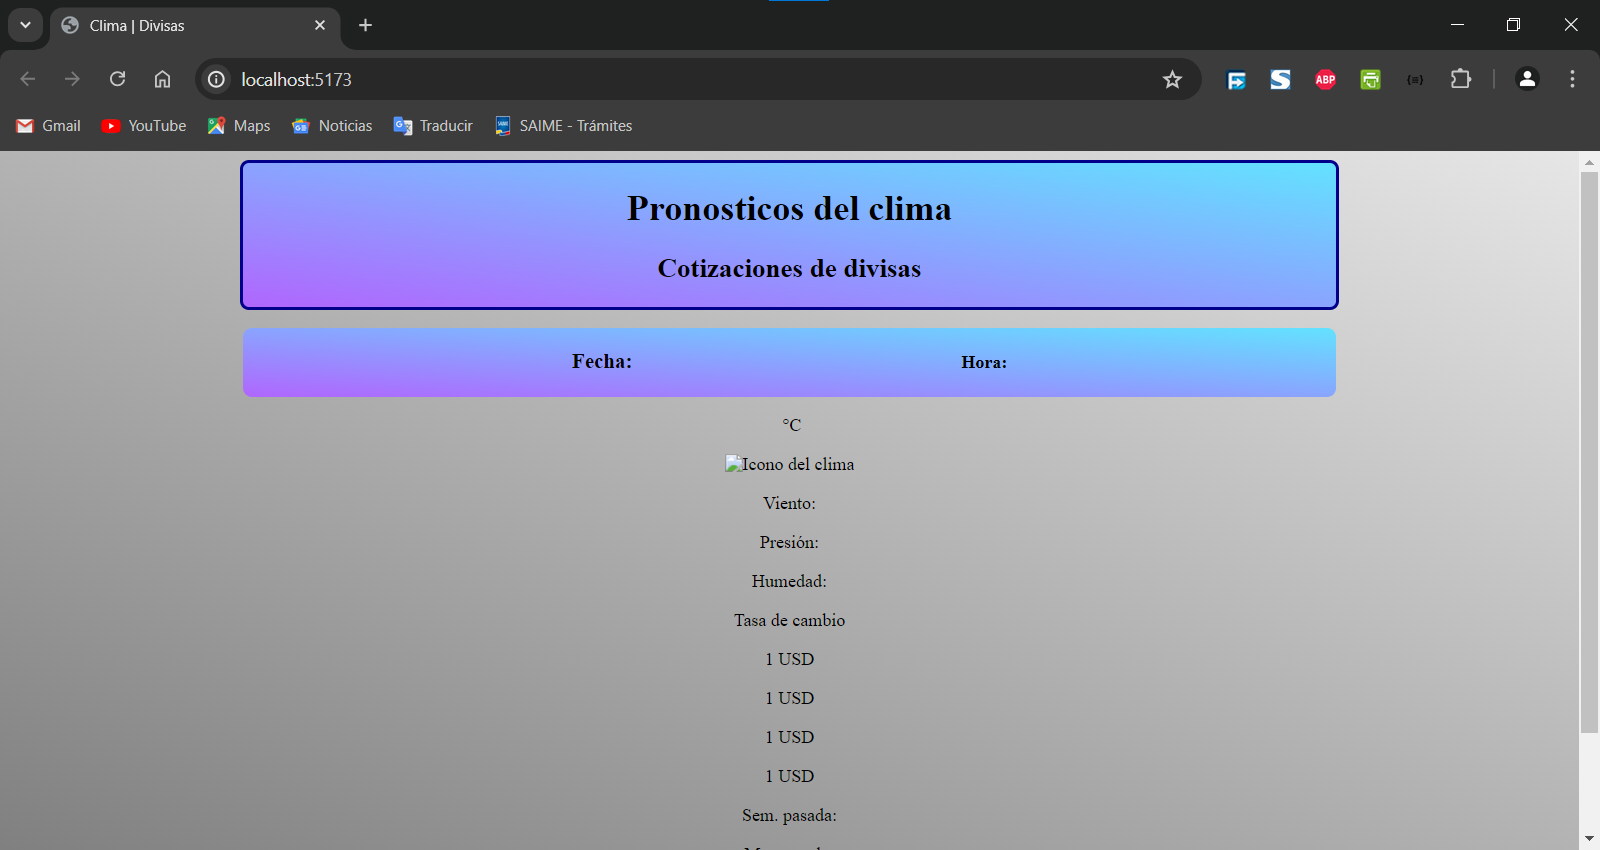 Clima | Divisas
localhost:5173
ABP
Gmail YouTube Maps Noticias Traducir SAIME - Trámites
Pronosticos del clima
Cotizaciones de divisas
Fecha: Hora:
°C
Icono del clima
Viento:
Presión:
Humedad:
Tasa de cambio
1 USD
1 USD
1 USD
1 USD
Sem. pasada: